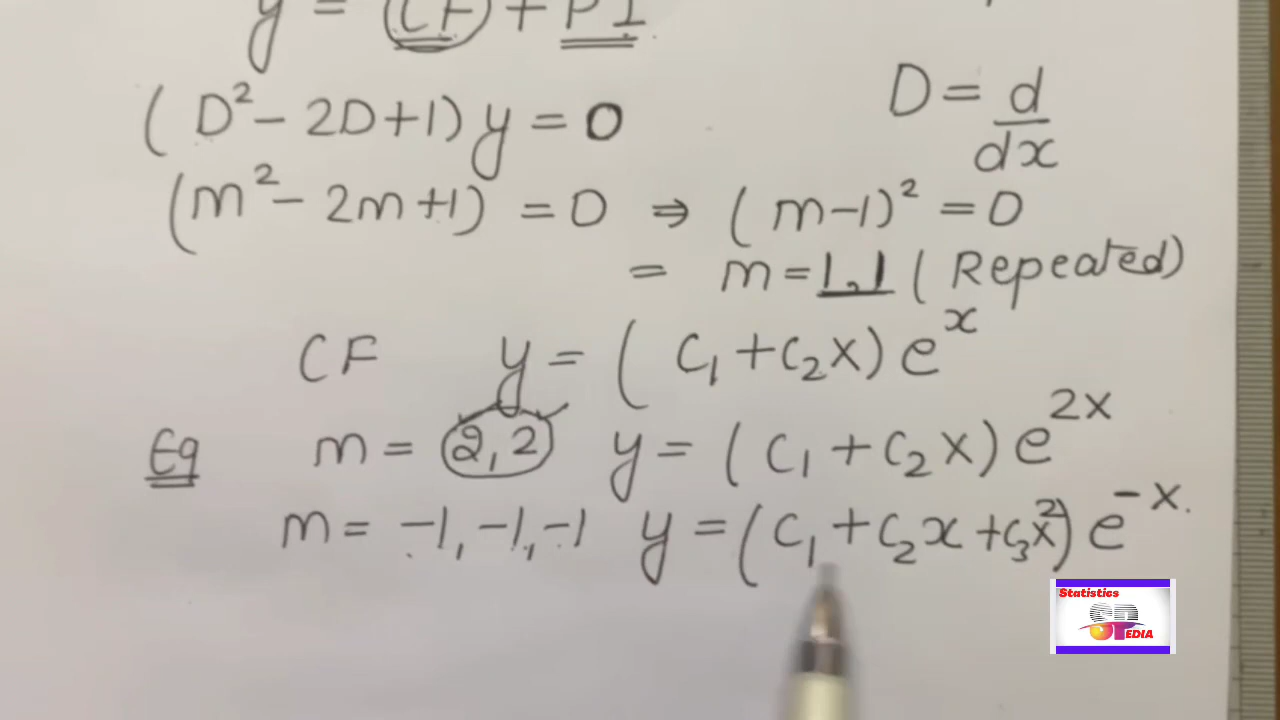 y = CF + PI
(D² - 2D+1) y = 0
D = d/dx
(m² - 2m+1) = 0 ⇒ (m-1)² = 0
= m = 1,1 (Repeated)
CF y = (C₁ + C₂x) eˣ
Eg m = 2,2 y = (C₁ + C₂x) e²ˣ
m = -1, -1, -1 y = (C₁ + C₂x + C₃x²) e⁻ˣ.
Statistics
PEDIA